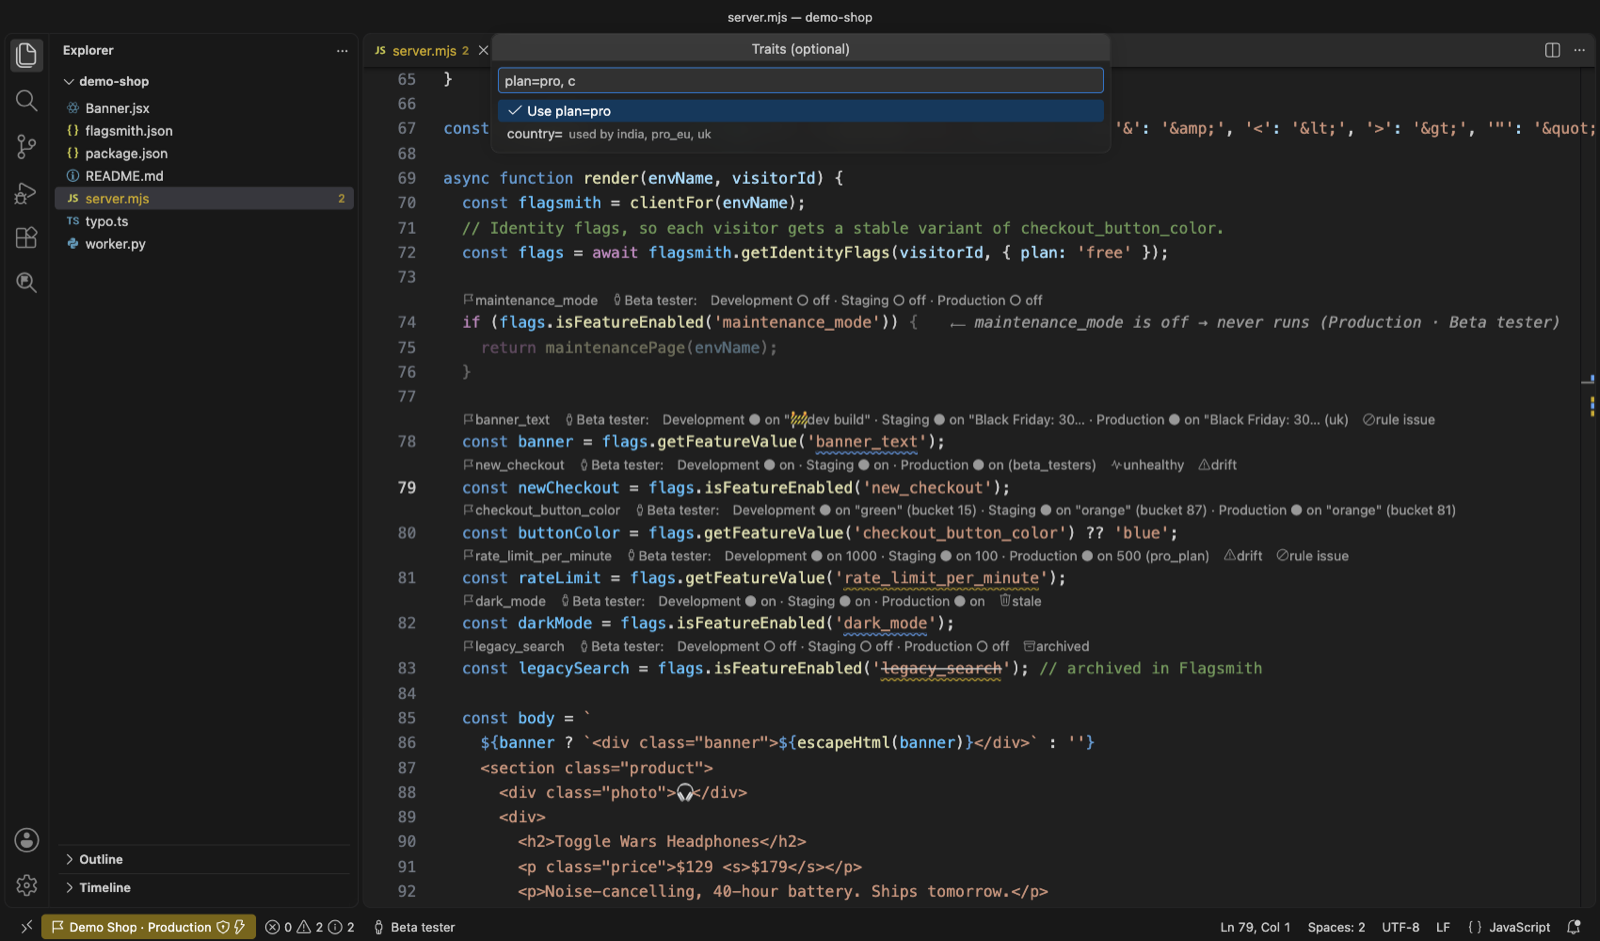 server.mjs — demo-shop
Explorer
demo-shop
Banner.jsx
{} flagsmith.json
{} package.json
README.md
JS server.mjs 2
TS typo.ts
worker.py
Outline
Timeline
JS server.mjs 2
Traits (optional)
plan=pro, c
Use plan=pro
country= used by india, pro_eu, uk
65 }
66
67 const '&': '&amp;', '<': '&lt;', '>': '&gt;', '"': '&quot;
68
69 async function render(envName, visitorId) {
70 const flagsmith = clientFor(envName);
71 // Identity flags, so each visitor gets a stable variant of checkout_button_color.
72 const flags = await flagsmith.getIdentityFlags(visitorId, { plan: 'free' });
73
maintenance_mode Beta tester: Development off · Staging off · Production off
74 if (flags.isFeatureEnabled('maintenance_mode')) { ← maintenance_mode is off → never runs (Production · Beta tester)
75 return maintenancePage(envName);
76 }
77
banner_text Beta tester: Development on "🚧dev build" · Staging on "Black Friday: 30… · Production on "Black Friday: 30… (uk) rule issue
78 const banner = flags.getFeatureValue('banner_text');
new_checkout Beta tester: Development on · Staging on · Production on (beta_testers) unhealthy drift
79 const newCheckout = flags.isFeatureEnabled('new_checkout');
checkout_button_color Beta tester: Development on "green" (bucket 15) · Staging on "orange" (bucket 87) · Production on "orange" (bucket 81)
80 const buttonColor = flags.getFeatureValue('checkout_button_color') ?? 'blue';
rate_limit_per_minute Beta tester: Development on 1000 · Staging on 100 · Production on 500 (pro_plan) drift rule issue
81 const rateLimit = flags.getFeatureValue('rate_limit_per_minute');
dark_mode Beta tester: Development on · Staging on · Production on stale
82 const darkMode = flags.isFeatureEnabled('dark_mode');
legacy_search Beta tester: Development off · Staging off · Production off archived
83 const legacySearch = flags.isFeatureEnabled('legacy_search'); // archived in Flagsmith
84
85 const body = `
86 ${banner ? `<div class="banner">${escapeHtml(banner)}</div>` : ''}
87 <section class="product">
88 <div class="photo">🎧</div>
89 <div>
90 <h2>Toggle Wars Headphones</h2>
91 <p class="price">$129 <s>$179</s></p>
92 <p>Noise-cancelling, 40-hour battery. Ships tomorrow.</p>
Demo Shop · Production 0 2 2 Beta tester Ln 79, Col 1 Spaces: 2 UTF-8 LF {} JavaScript